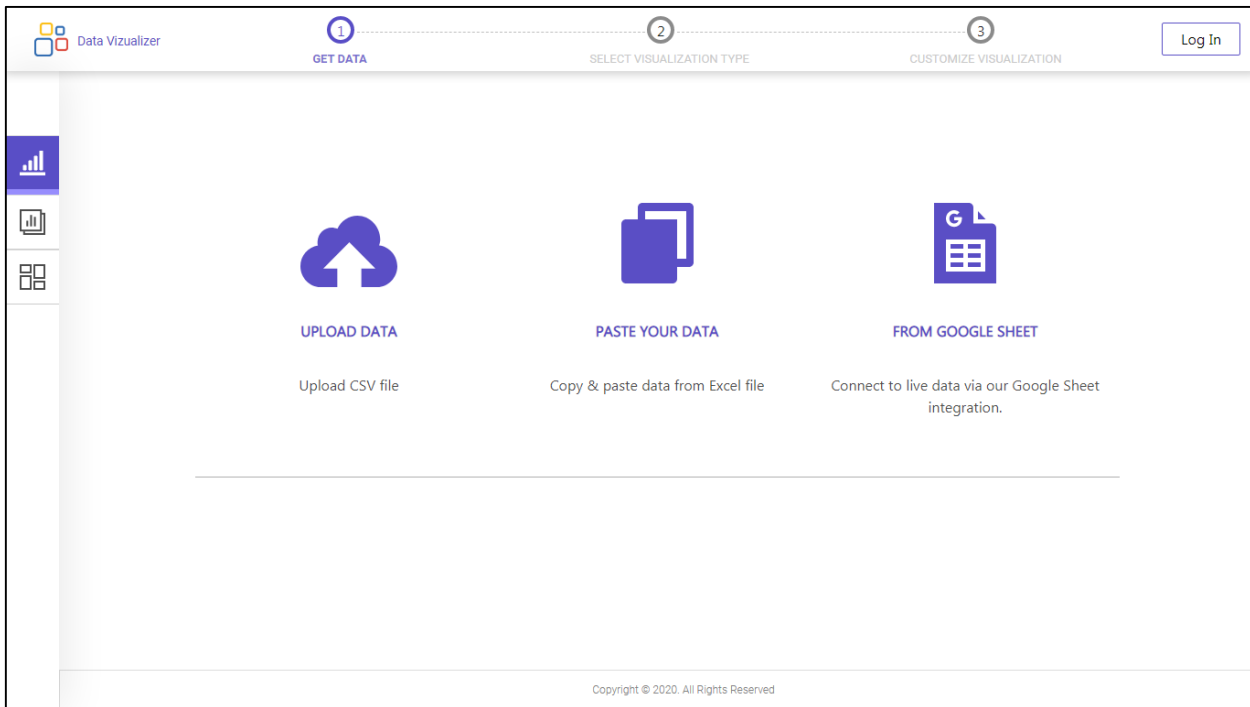 Data Vizualizer
1
2
3
GET DATA
SELECT VISUALIZATION TYPE
CUSTOMIZE VISUALIZATION
Log In
G
UPLOAD DATA
PASTE YOUR DATA
FROM GOOGLE SHEET
Upload CSV file
Copy & paste data from Excel file
Connect to live data via our Google Sheet
integration.
Copyright © 2020. All Rights Reserved